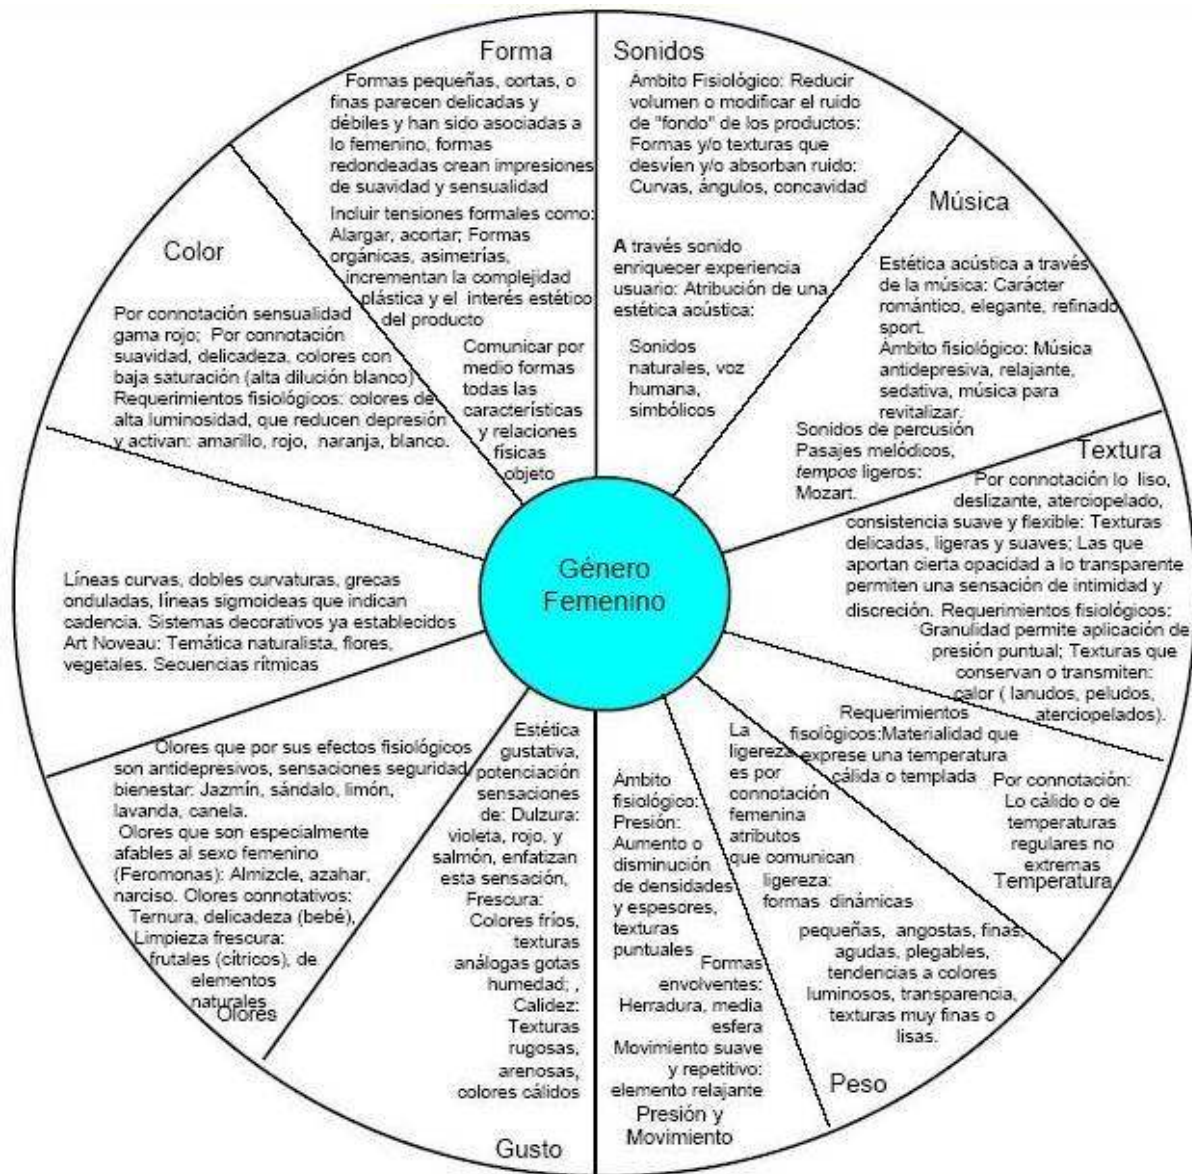 Forma
Formas pequeñas, cortas, o
finas parecen delicadas y
débiles y han sido asociadas a
lo femenino, formas
redondeadas crean impresiones
de suavidad y sensualidad
Incluir tensiones formales como:
Alargar, acortar; Formas
orgánicas, asimetrías,
incrementan la complejidad
plástica y el interés estético
del producto
Comunicar por
medio formas
todas las
características
y relaciones
físicas
objeto
Sonidos
Ámbito Fisiológico: Reducir
volumen o modificar el ruido
de "fondo" de los productos:
Formas y/o texturas que
desvíen y/o absorban ruido:
Curvas, ángulos, concavidad
A través sonido
enriquecer experiencia
usuario: Atribución de una
estética acústica:
Sonidos
naturales, voz
humana,
simbólicos
Música
Estética acústica a través
de la música: Carácter
romántico, elegante, refinado
sport.
Ámbito fisiológico: Música
antidepresiva, relajante,
sedativa, música para
revitalizar.
Sonidos de percusión
Pasajes melódicos,
tempos ligeros:
Mozart.
Textura
Por connotación lo liso,
deslizante, aterciopelado,
consistencia suave y flexible: Texturas
delicadas, ligeras y suaves; Las que
aportan cierta opacidad a lo transparente
permiten una sensación de intimidad y
discreción. Requerimientos fisiológicos:
Granulidad permite aplicación de
presión puntual; Texturas que
conservan o transmiten:
calor ( lanudos, peludos,
aterciopelados).
Requerimientos
fisològicos:Materialidad que
exprese una temperatura
cálida o templada
Por connotación:
Lo cálido o de
temperaturas
regulares no
extremas
Temperatura
La
ligereza
es por
connotación
femenina
atributos
que comunican
ligereza:
formas dinámicas
pequeñas, angostas, finas,
agudas, plegables,
tendencias a colores
luminosos, transparencia,
texturas muy finas o
lisas.
Peso
Ámbito
fisiológico:
Presión:
Aumento o
disminución
de densidades
y espesores,
texturas
puntuales
Formas
envolventes:
Herradura, media
esfera
Movimiento suave
y repetitivo:
elemento relajante
Presión y
Movimiento
Estética
gustativa,
potenciación
sensaciones
de: Dulzura:
violeta, rojo, y
salmón, enfatizan
esta sensación,
Frescura:
Colores fríos,
texturas
análogas gotas
humedad; ,
Calidez:
Texturas
rugosas,
arenosas,
colores cálidos
Gusto
Olores que por sus efectos fisiológicos
son antidepresivos, sensaciones seguridad,
bienestar: Jazmín, sándalo, limón,
lavanda, canela.
Olores que son especialmente
afables al sexo femenino
(Feromonas): Almizcle, azahar,
narciso. Olores connotativos:
Ternura, delicadeza (bebé),
Limpieza frescura:
frutales (cítricos), de
elementos
naturales
Olores
Líneas curvas, dobles curvaturas, grecas
onduladas, líneas sigmoideas que indican
cadencia. Sistemas decorativos ya establecidos
Art Noveau: Temática naturalista, flores,
vegetales. Secuencias rítmicas
Color
Por connotación sensualidad
gama rojo; Por connotación
suavidad, delicadeza, colores con
baja saturación (alta dilución blanco)
Requerimientos fisiológicos: colores de
alta luminosidad, que reducen depresión
y activan: amarillo, rojo, naranja, blanco.
Género
Femenino